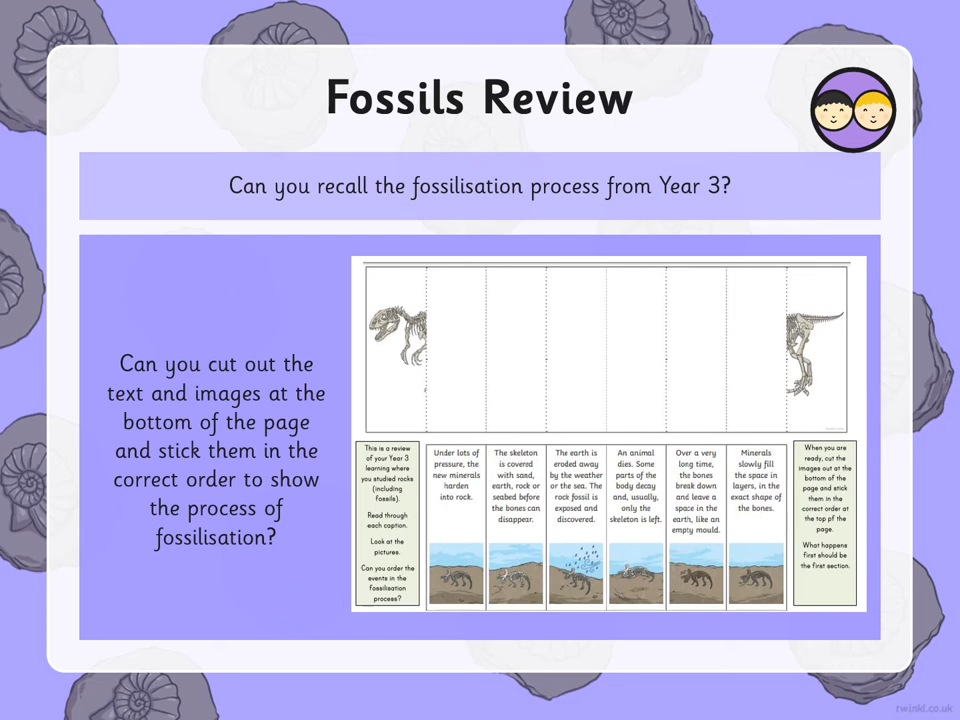 Fossils Review
Can you recall the fossilisation process from Year 3?
Can you cut out the
text and images at the
bottom of the page
and stick them in the
correct order to show
the process of
fossilisation?
This is a review
of your Year 3
learning where
you studied rocks
(including
fossils).
Read through
each caption.
Look at the
pictures.
Can you order the
events in the
fossilisation
process?
Under lots of
pressure, the
new minerals
harden
into rock.
The skeleton
is covered
with sand,
earth, rock or
seabed before
the bones can
disappear.
The earth is
eroded away
by the weather
or the sea. The
rock fossil is
exposed and
discovered.
An animal
dies. Some
parts of the
body decay
and, usually,
only the
skeleton is left.
Over a very
long time,
the bones
break down
and leave a
space in the
earth, like an
empty mould.
Minerals
slowly fill
the space in
layers, in the
exact shape of
the bones.
When you are
ready, cut the
images out at the
bottom of the
page and stick
them in the
correct order at
the top pf the
page.
What happens
first should be
the first section.
twinkl.co.uk